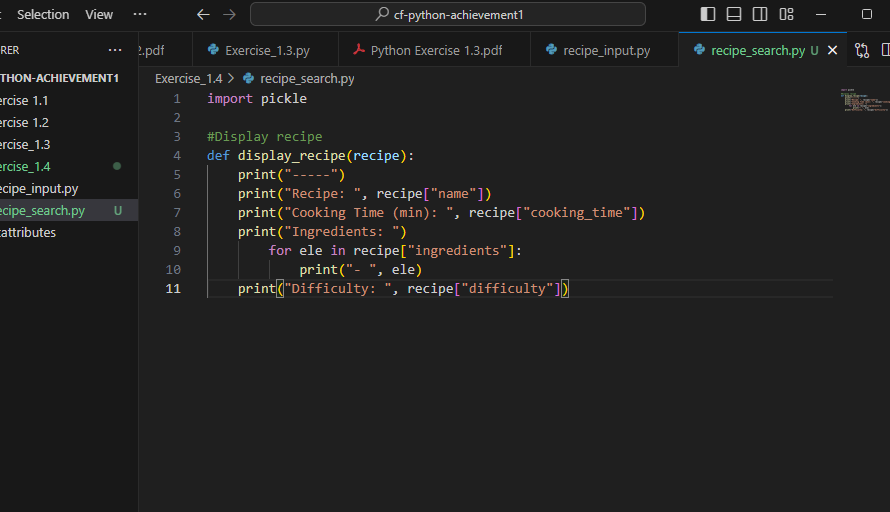 Selection View ··· cf-python-achievement1
RER ··· 2.pdf Exercise_1.3.py Python Exercise 1.3.pdf recipe_input.py recipe_search.py U
THON-ACHIEVEMENT1 Exercise_1.4 > recipe_search.py
ercise 1.1
ercise 1.2
ercise_1.3
ercise_1.4
ecipe_input.py
ecipe_search.py U
tattributes
1 import pickle
2
3 #Display recipe
4 def display_recipe(recipe):
5 print("-----")
6 print("Recipe: ", recipe["name"])
7 print("Cooking Time (min): ", recipe["cooking_time"])
8 print("Ingredients: ")
9 for ele in recipe["ingredients"]:
10 print("- ", ele)
11 print("Difficulty: ", recipe["difficulty"])